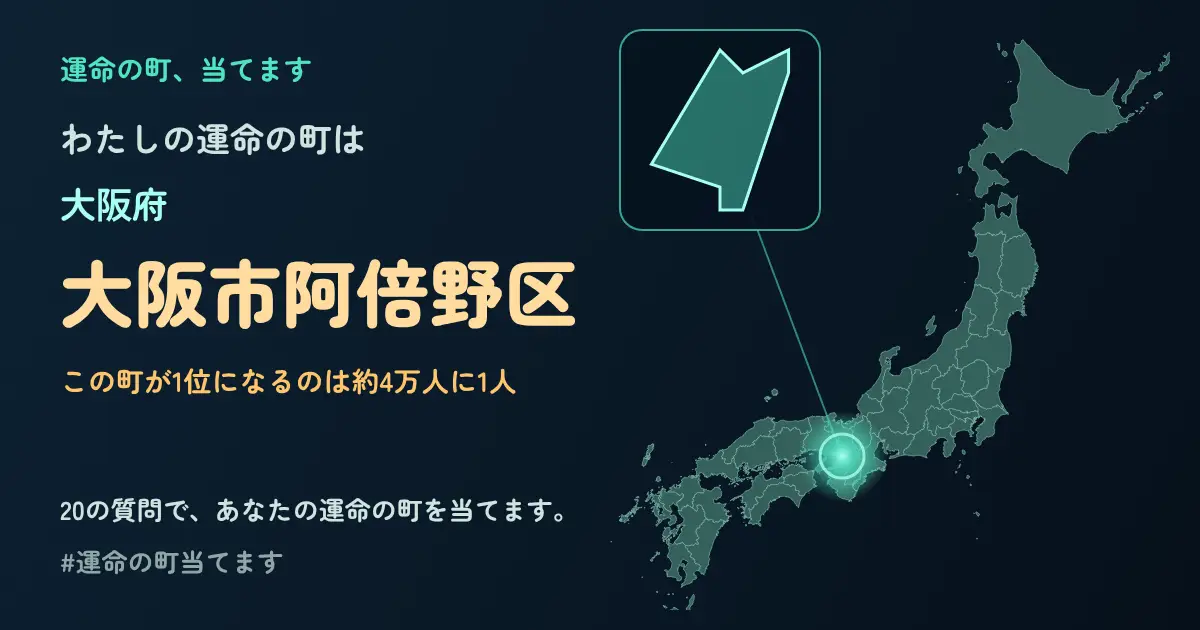 運命の町、当てます
わたしの運命の町は
大阪府
大阪市阿倍野区
この町が1位になるのは約4万人に1人
20の質問で、あなたの運命の町を当てます。
#運命の町当てます